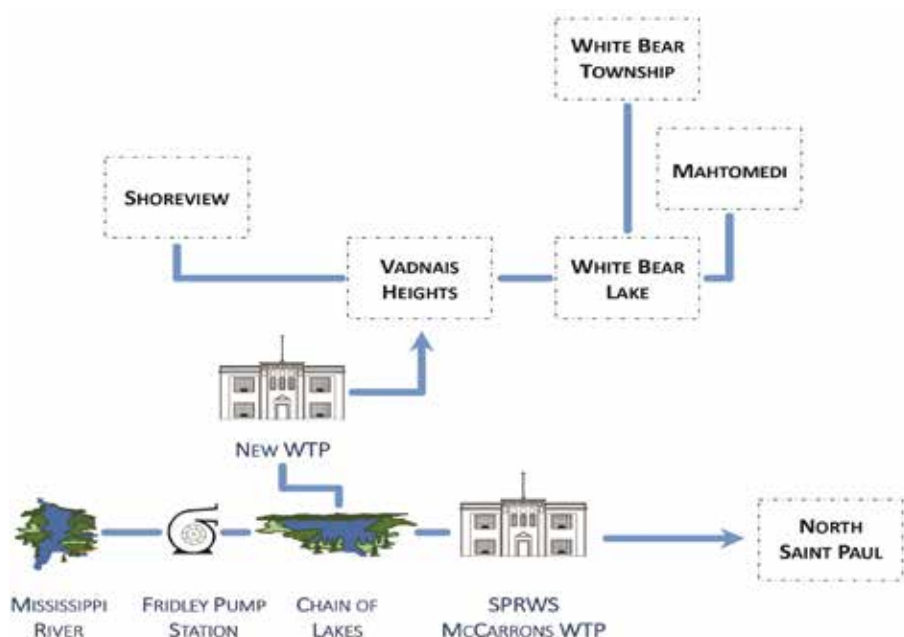 WHITE BEAR
TOWNSHIP
MAHTOMEDI
SHOREVIEW
VADNAIS
HEIGHTS
WHITE BEAR
LAKE
NEW WTP
NORTH
SAINT PAUL
MISSISSIPPI
RIVER
FRIDLEY PUMP
STATION
CHAIN OF
LAKES
SPRWS
MCCARRONS WTP